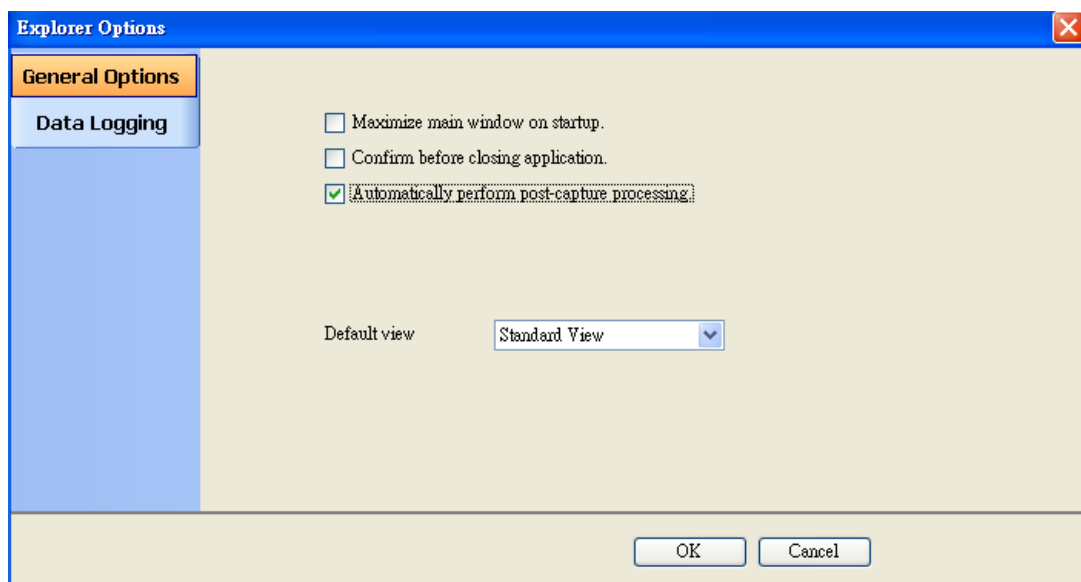 Explorer Options
General Options
Data Logging
Maximize main window on startup.
Confirm before closing application.
Automatically perform post-capture processing.
Default view Standard View
OK Cancel